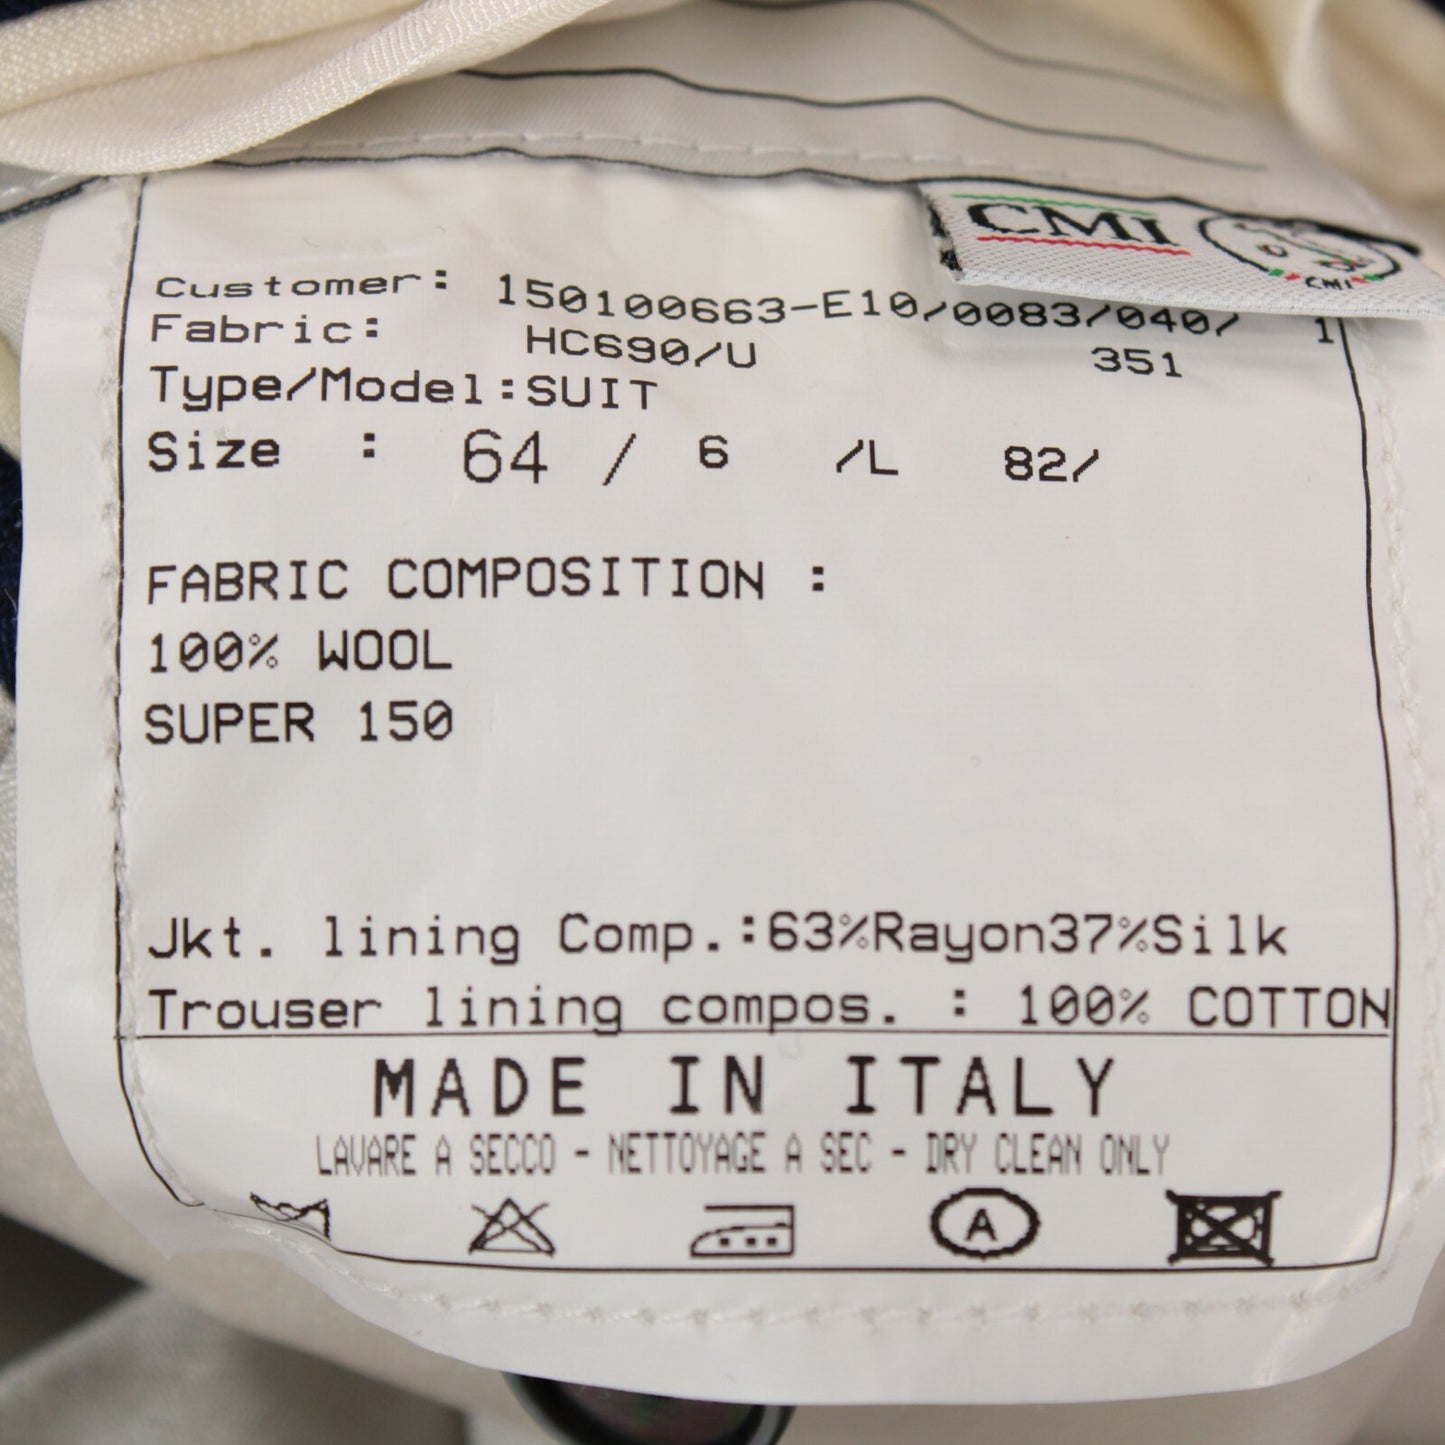 CMI
CMI
Customer: 150100663-E10/0083/040/ 1
Fabric: HC690/U 351
Type/Model:SUIT
Size : 64 / 6 /L 82/
FABRIC COMPOSITION :
100% WOOL
SUPER 150
Jkt. lining Comp.:63%Rayon37%Silk
Trouser lining compos. : 100% COTTON
MADE IN ITALY
LAVARE A SECCO - NETTOYAGE A SEC - DRY CLEAN ONLY
A